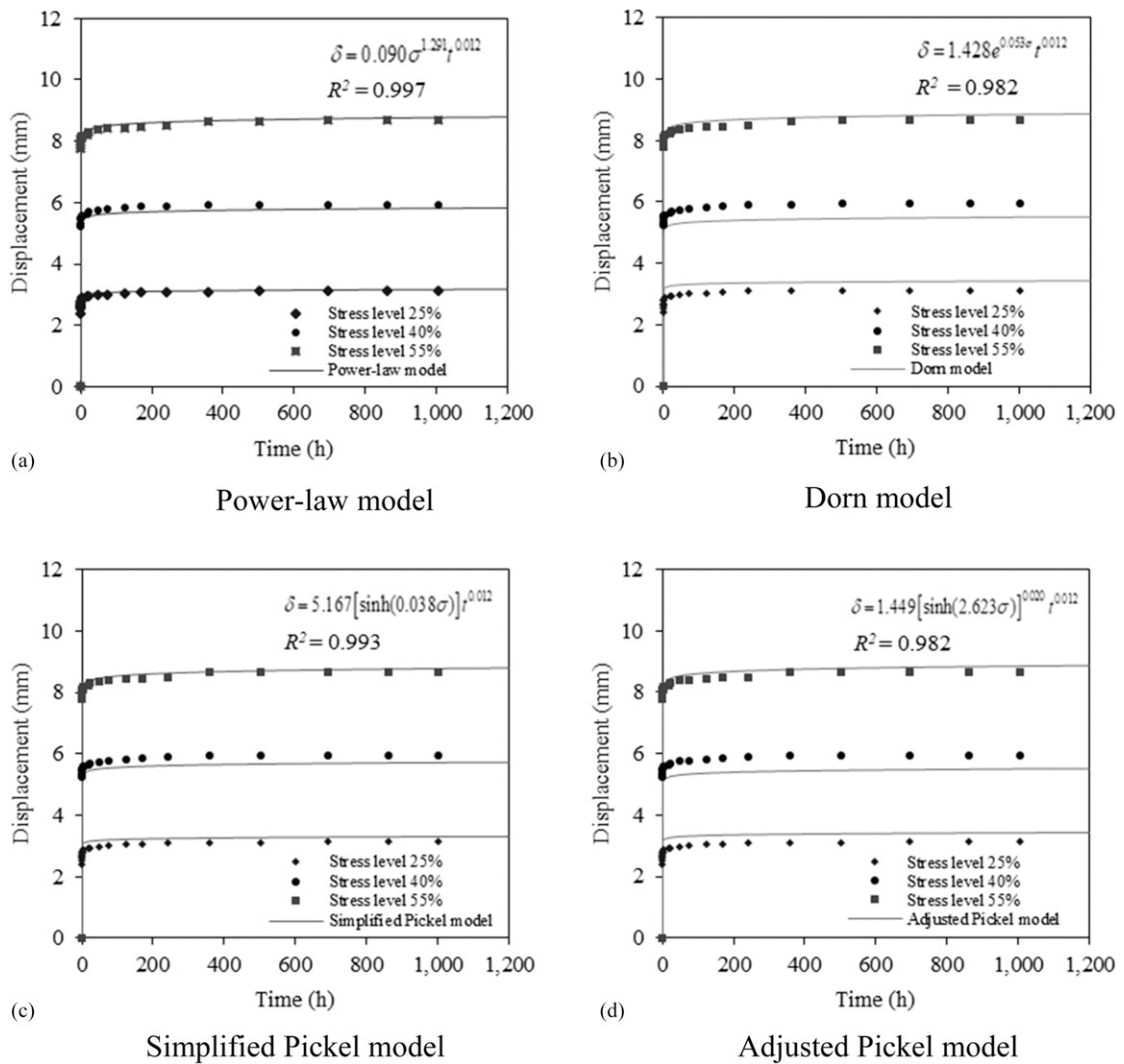 12
10
8
6
4
2
0
Displacement (mm)
δ = 0.090σ^1.291 t^0.012
R² = 0.997
Stress level 25%
Stress level 40%
Stress level 55%
Power-law model
0 200 400 600 800 1,000 1,200
Time (h)
(a)
Power-law model
12
10
8
6
4
2
0
Displacement (mm)
δ = 1.428e^0.053σ t^0.012
R² = 0.982
Stress level 25%
Stress level 40%
Stress level 55%
Dorn model
0 200 400 600 800 1,000 1,200
Time (h)
(b)
Dorn model
12
10
8
6
4
2
0
Displacement (mm)
δ = 5.167[sinh(0.038σ)]t^0.012
R² = 0.993
Stress level 25%
Stress level 40%
Stress level 55%
Simplified Pickel model
0 200 400 600 800 1,000 1,200
Time (h)
(c)
Simplified Pickel model
12
10
8
6
4
2
0
Displacement (mm)
δ = 1.449[sinh(2.623σ)]^0.020 t^0.012
R² = 0.982
Stress level 25%
Stress level 40%
Stress level 55%
Adjusted Pickel model
0 200 400 600 800 1,000 1,200
Time (h)
(d)
Adjusted Pickel model